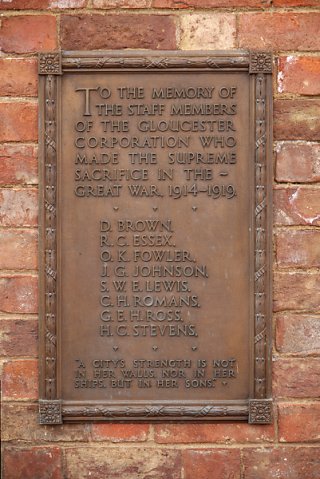 TO THE MEMORY OF
THE STAFF MEMBERS
OF THE GLOUCESTER
CORPORATION WHO
MADE THE SUPREME
SACRIFICE IN THE ~
GREAT WAR, 1914–1919.
D. BROWN.
R. C. ESSEX.
O. K. FOWLER.
J. G. JOHNSON.
S. W. E. LEWIS.
C. H. ROMANS.
G. E. H. ROSS.
H. G. STEVENS.
"A CITY'S STRENGTH IS NOT
IN HER WALLS, NOR IN HER
SHIPS, BUT IN HER SONS."